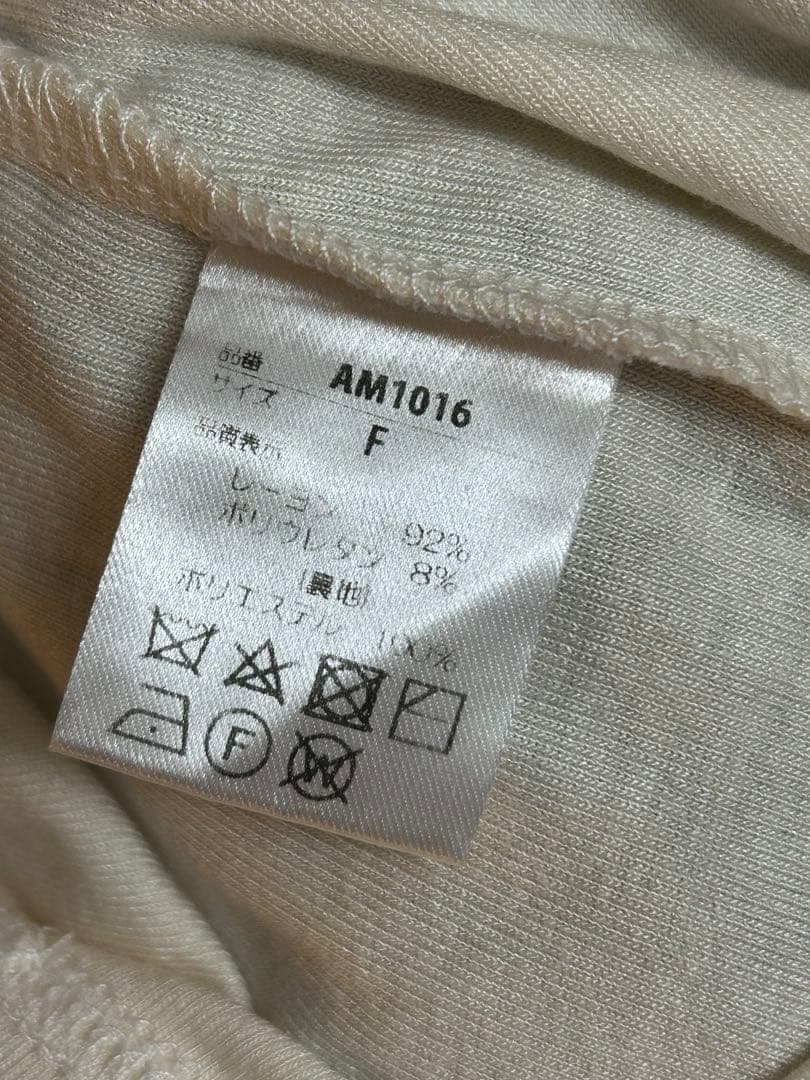 品番 AM1016
サイズ F
品質表示
レーヨン 92%
ポリウレタン 8%
(裏地)
ポリエステル 100%
F
W